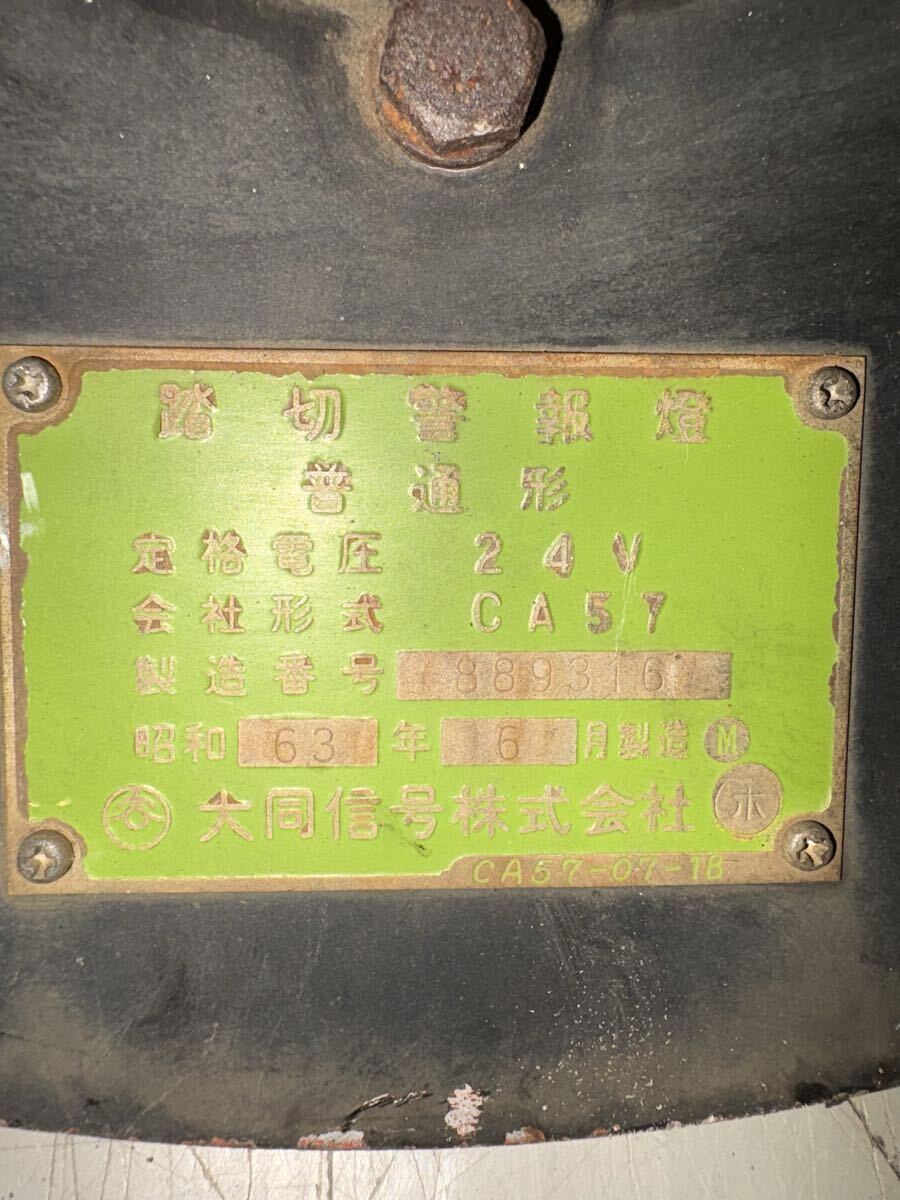 踏切警報燈
普通形
定格電圧 24V
会社形式 CA57
製造番号 889316
昭和63年6月製造 M
大同信号株式会社 ホ
CA57-07-1B